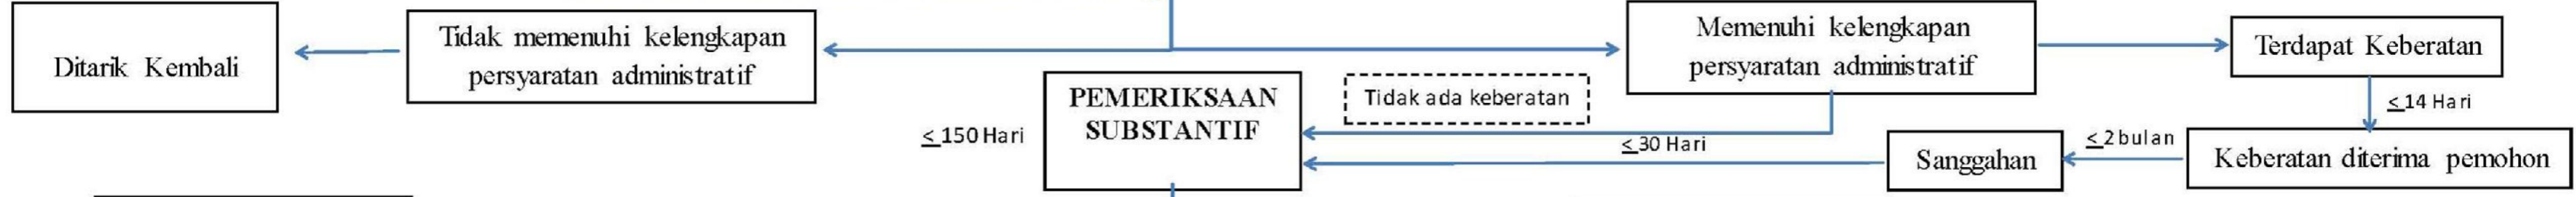 Ditarik Kembali
Tidak memenuhi kelengkapan
persyaratan administratif
Memenuhi kelengkapan
persyaratan administratif
Terdapat Keberatan
Tidak ada keberatan
PEMERIKSAAN
SUBSTANTIF
≤ 150 Hari
≤ 14 Hari
≤ 30 Hari
Sanggahan
≤ 2 bulan
Keberatan diterima pemohon